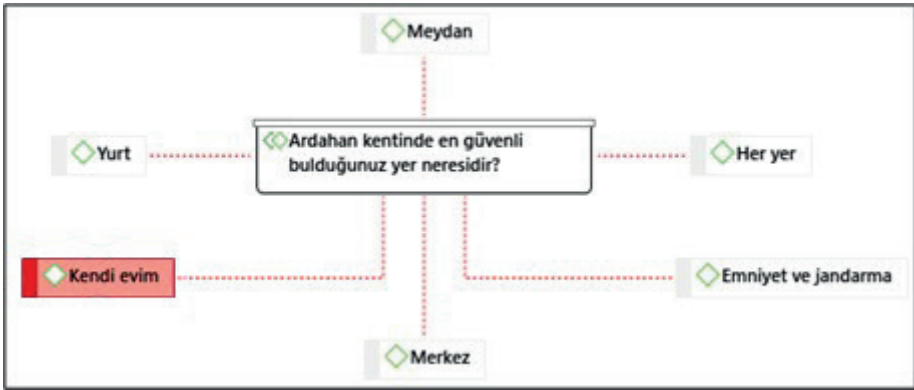 Meydan
Yurt
Ardahan kentinde en güvenli
bulduğunuz yer neresidir?
Her yer
Kendi evim
Emniyet ve jandarma
Merkez